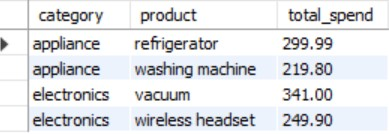 category product total_spend
appliance refrigerator 299.99
appliance washing machine 219.80
electronics vacuum 341.00
electronics wireless headset 249.90